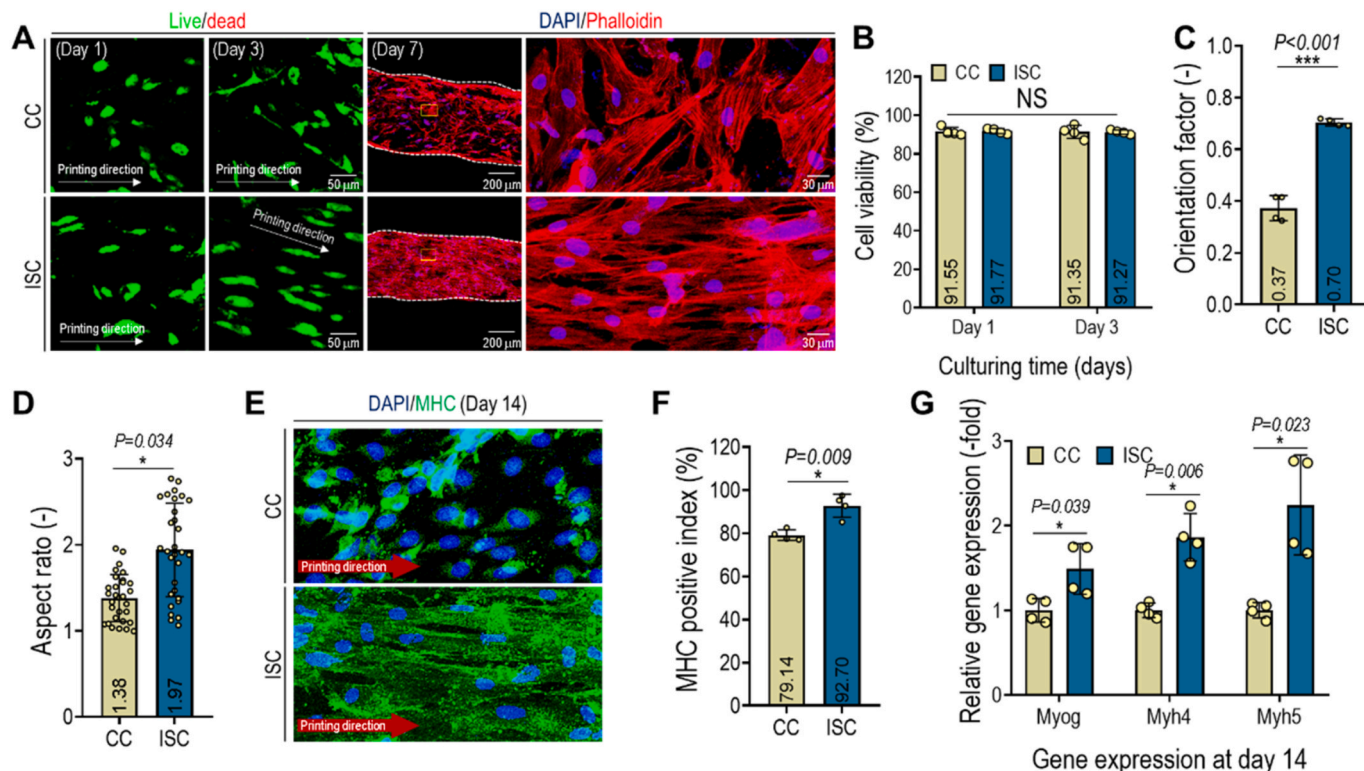 A
Live/dead
DAPI/Phalloidin
CC
(Day 1)
Printing direction
(Day 3)
Printing direction
50 µm
(Day 7)
200 µm
30 µm
ISC
Printing direction
Printing direction
50 µm
200 µm
30 µm
B
CC
ISC
NS
Cell viability (%)
120
100
80
60
40
20
0
91.55
91.77
91.35
91.27
Day 1
Day 3
Culturing time (days)
C
P<0.001
***
Orientation factor (-)
1.0
0.8
0.6
0.4
0.2
0.0
0.37
0.70
CC
ISC
D
P=0.034
*
Aspect rato (-)
3
2
1
0
1.38
1.97
CC
ISC
E
DAPI/MHC (Day 14)
CC
Printing direction
ISC
Printing direction
F
P=0.009
*
MHC positive index (%)
120
100
80
60
40
20
0
79.14
92.70
CC
ISC
G
CC
ISC
Relative gene expression (-fold)
3
2
1
0
P=0.039
*
P=0.006
*
P=0.023
*
Myog
Myh4
Myh5
Gene expression at day 14